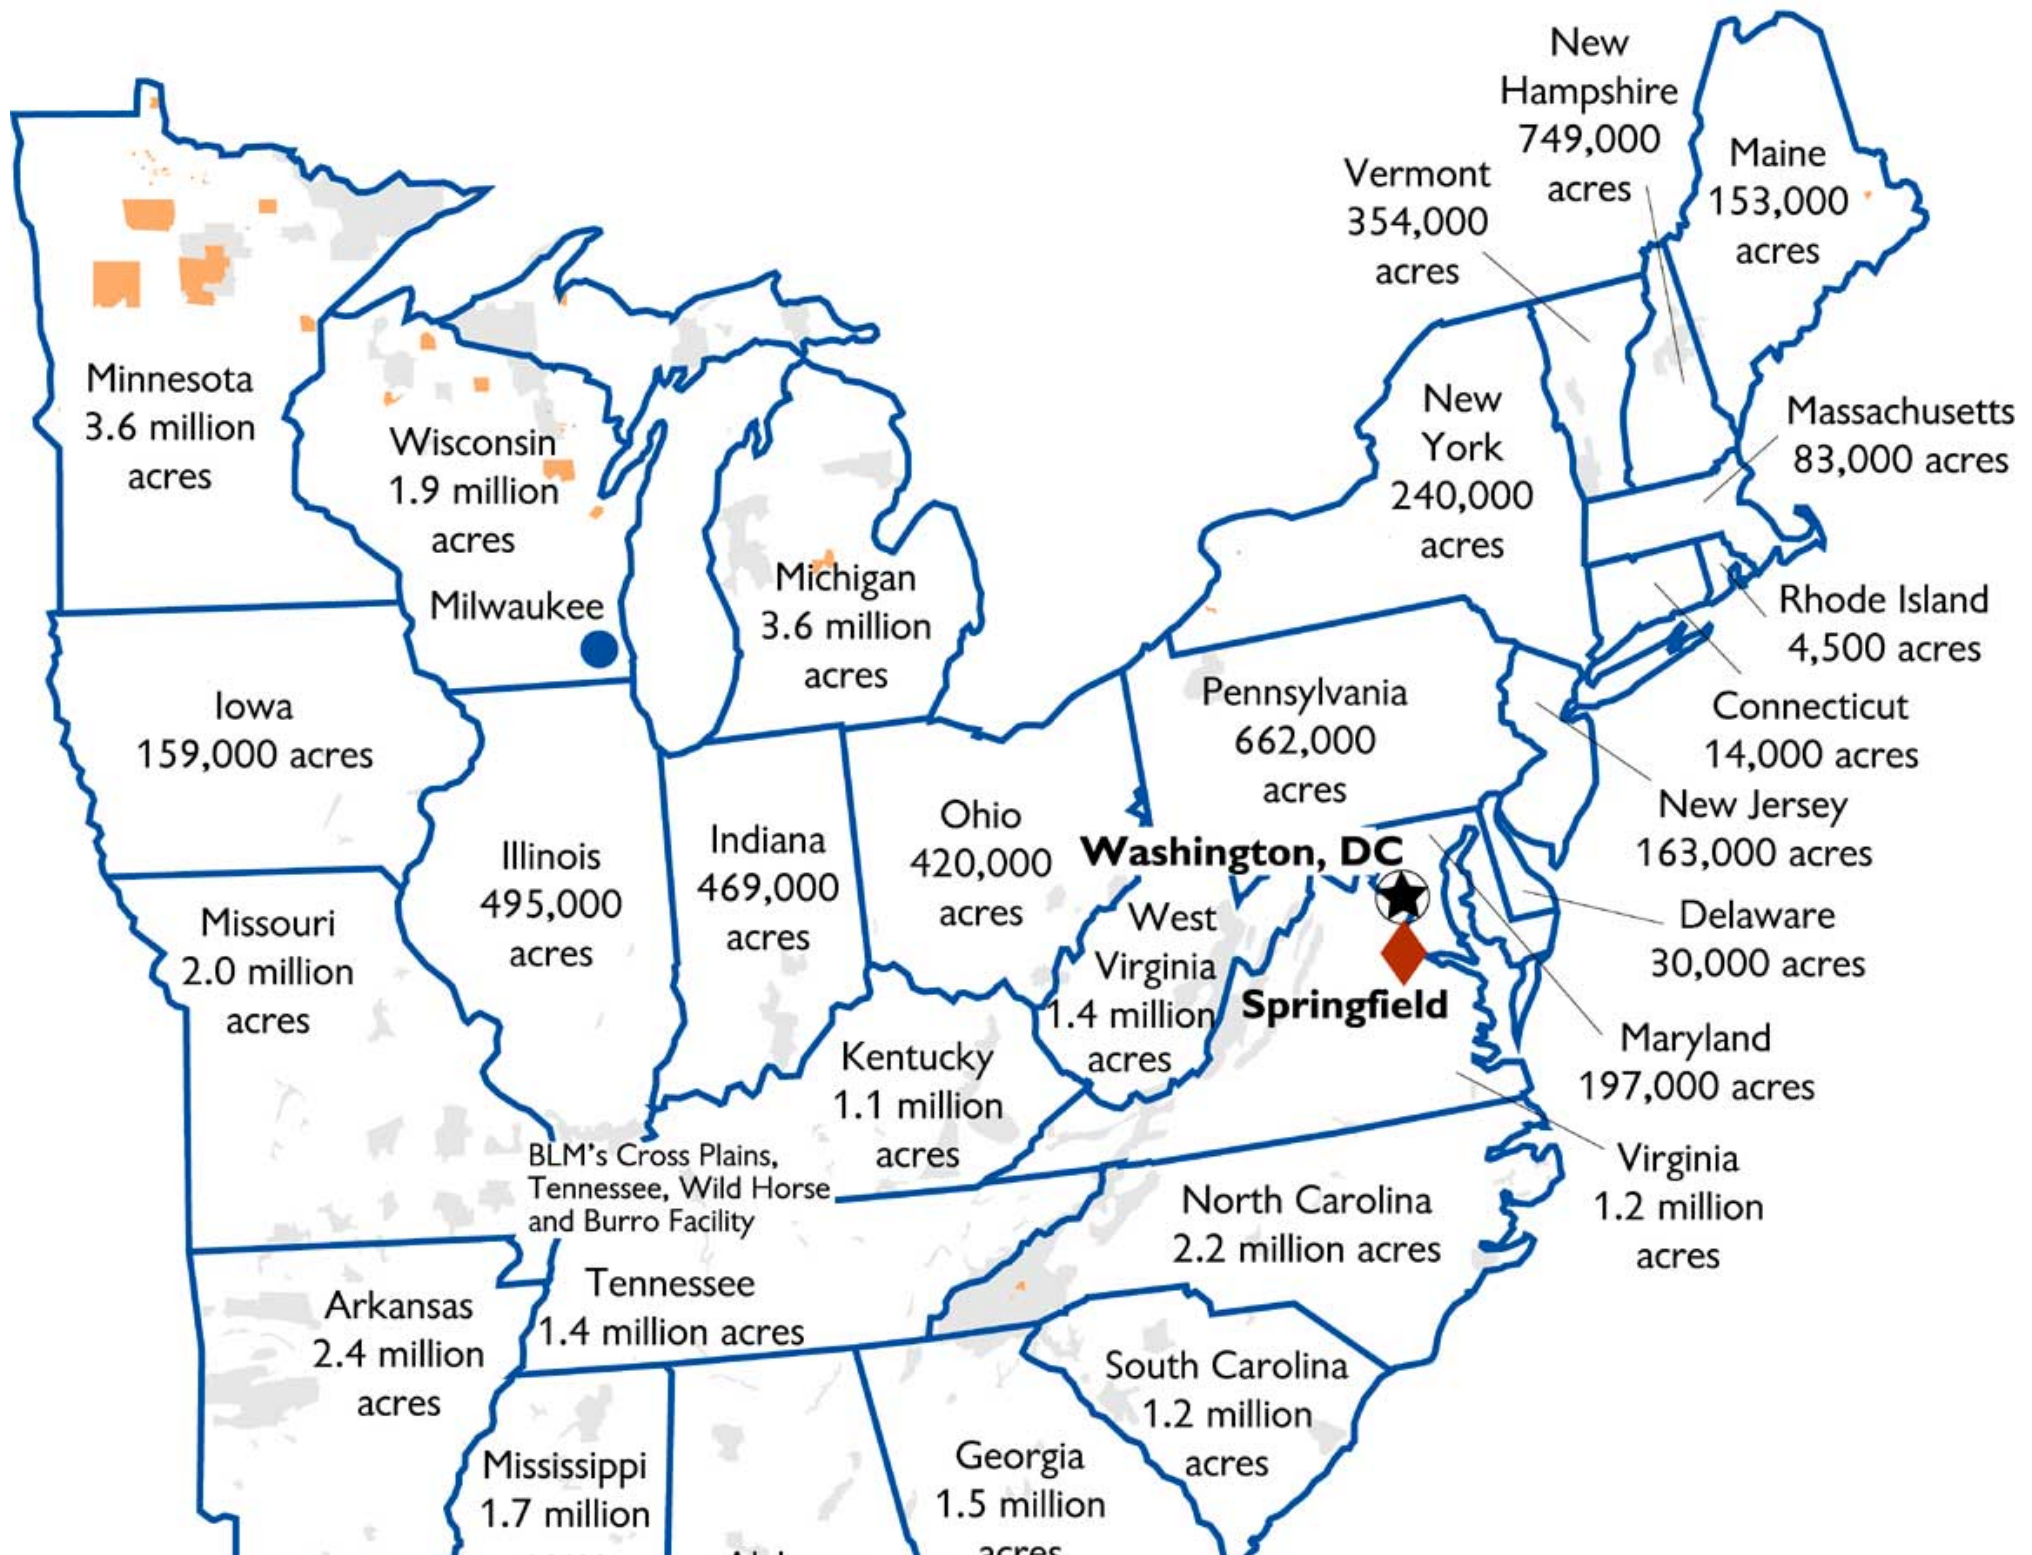 New
Hampshire
749,000
acres
Maine
153,000
acres
Vermont
354,000
acres
Minnesota
3.6 million
acres
Wisconsin
1.9 million
acres
Milwaukee
Michigan
3.6 million
acres
New
York
240,000
acres
Massachusetts
83,000 acres
Rhode Island
4,500 acres
Connecticut
14,000 acres
Iowa
159,000 acres
Pennsylvania
662,000
acres
New Jersey
163,000 acres
Illinois
495,000
acres
Indiana
469,000
acres
Ohio
420,000
acres
Washington, DC
Delaware
30,000 acres
Missouri
2.0 million
acres
West
Virginia
1.4 million
acres
Springfield
Maryland
197,000 acres
Kentucky
1.1 million
acres
Virginia
1.2 million
acres
BLM's Cross Plains,
Tennessee, Wild Horse
and Burro Facility
North Carolina
2.2 million acres
Tennessee
1.4 million acres
Arkansas
2.4 million
acres
South Carolina
1.2 million
acres
Mississippi
1.7 million
Georgia
1.5 million
acres